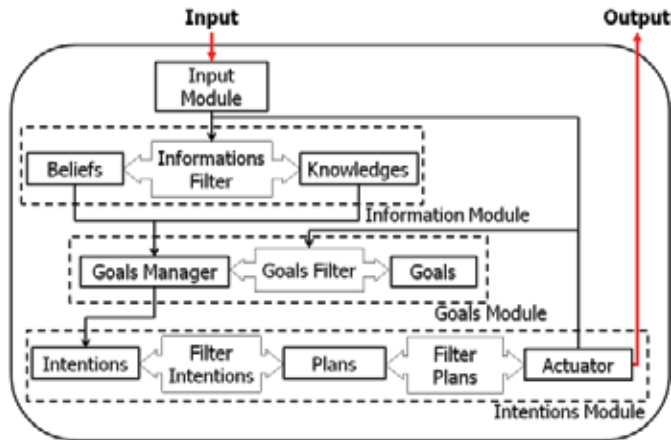 Input
Output
Input
Module
Beliefs
Informations
Filter
Knowledges
Information Module
Goals Manager
Goals Filter
Goals
Goals Module
Intentions
Filter
Intentions
Plans
Filter
Plans
Actuator
Intentions Module